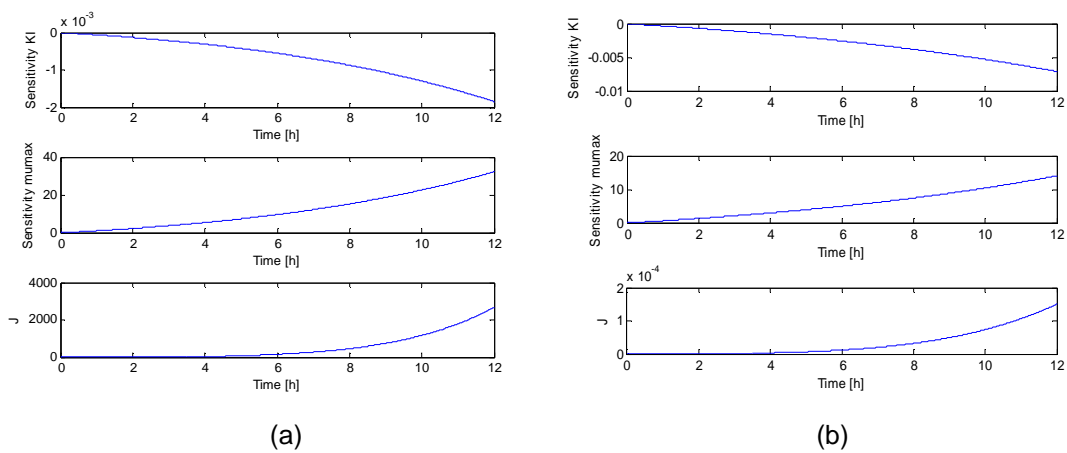 x 10⁻³
Sensitivity KI
0
-1
-2
0 2 4 6 8 10 12
Time [h]
Sensitivity mumax
40
20
0
0 2 4 6 8 10 12
Time [h]
J
4000
2000
0
0 2 4 6 8 10 12
Time [h]
(a)
Sensitivity KI
0
-0.005
-0.01
0 2 4 6 8 10 12
Time [h]
Sensitivity mumax
20
10
0
0 2 4 6 8 10 12
Time [h]
x 10⁻⁴
J
2
1
0
0 2 4 6 8 10 12
Time [h]
(b)